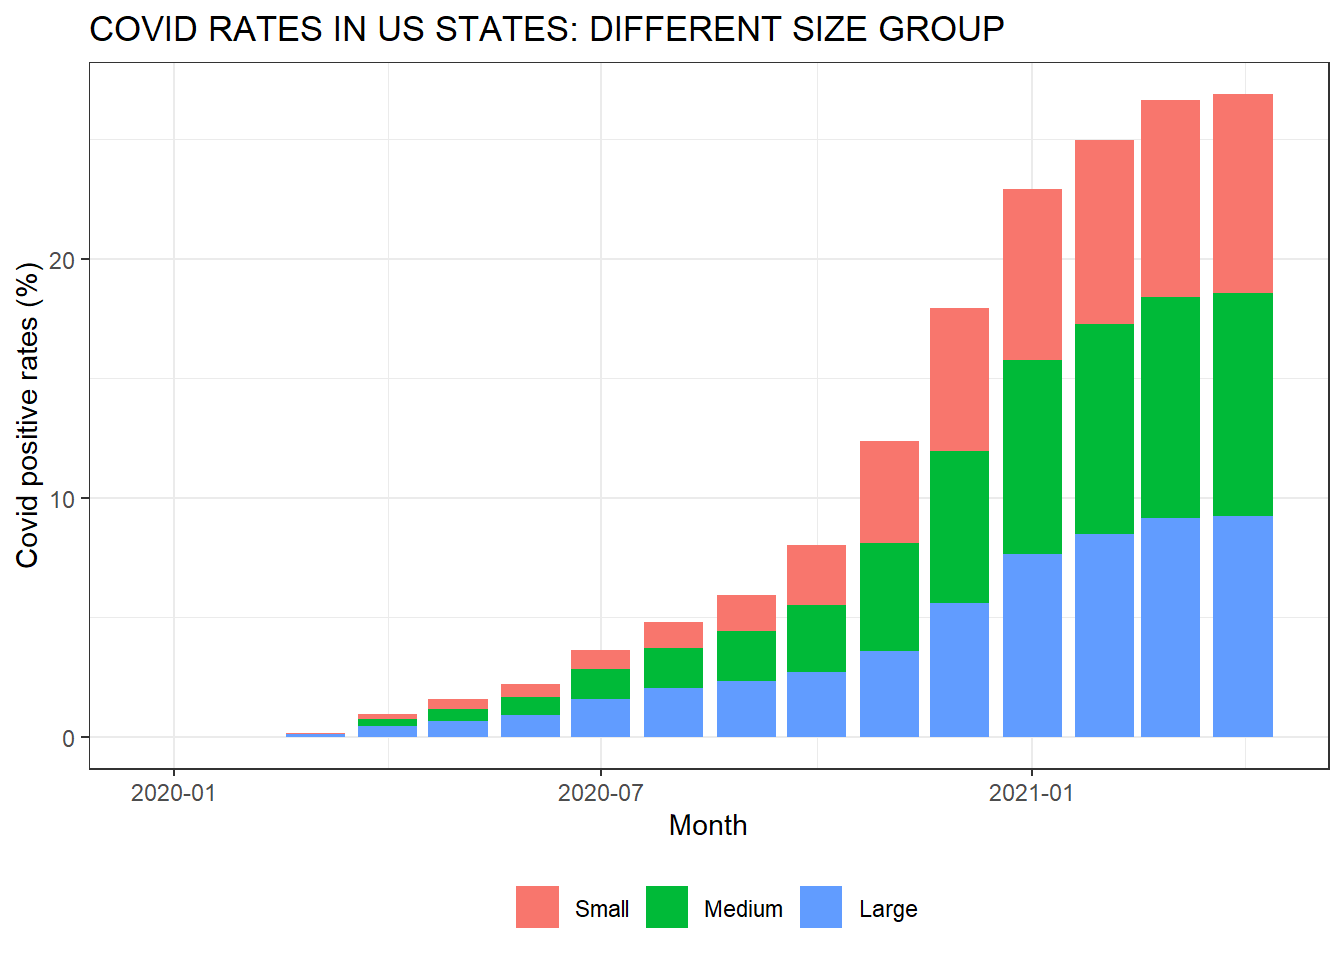 COVID RATES IN US STATES: DIFFERENT SIZE GROUP
Covid positive rates (%)
20
10
0
2020-01 2020-07 2021-01
Month
Small Medium Large